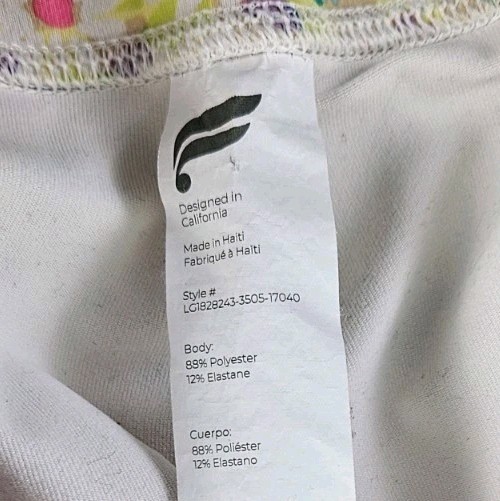 Designed in
California
Made in Haiti
Fabriqué à Haïti
Style #
LG1828243-3505-17040
Body:
88% Polyester
12% Elastane
Cuerpo:
88% Poliéster
12% Elastano